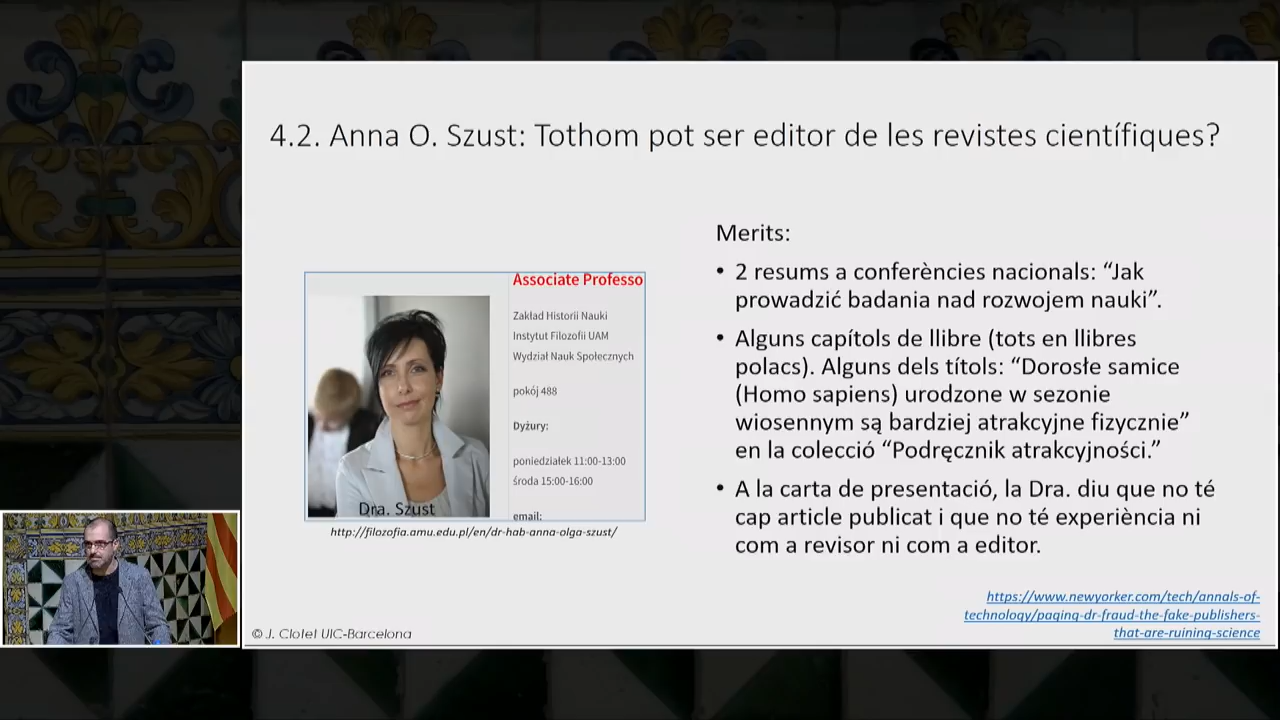 4.2. Anna O. Szust: Tothom pot ser editor de les revistes científiques?
Associate Professo
Zakład Historii Nauki
Instytut Filozofii UAM
Wydział Nauk Społecznych
pokój 488
Dyżury:
poniedziałek 11:00-13:00
środa 15:00-16:00
email:
Dra. Szust
http://filozofia.amu.edu.pl/en/dr-hab-anna-olga-szust/
Merits:
• 2 resums a conferències nacionals: “Jak
prowadzić badania nad rozwojem nauki”.
• Alguns capítols de llibre (tots en llibres
polacs). Alguns dels títols: “Dorosłe samice
(Homo sapiens) urodzone w sezonie
wiosennym są bardziej atrakcyjne fizycznie”
en la colecció “Podręcznik atrakcyjności.”
• A la carta de presentació, la Dra. diu que no té
cap article publicat i que no té experiència ni
com a revisor ni com a editor.
https://www.newyorker.com/tech/annals-of-
technology/paging-dr-fraud-the-fake-publishers-
that-are-ruining-science
© J. Clotet UIC-Barcelona